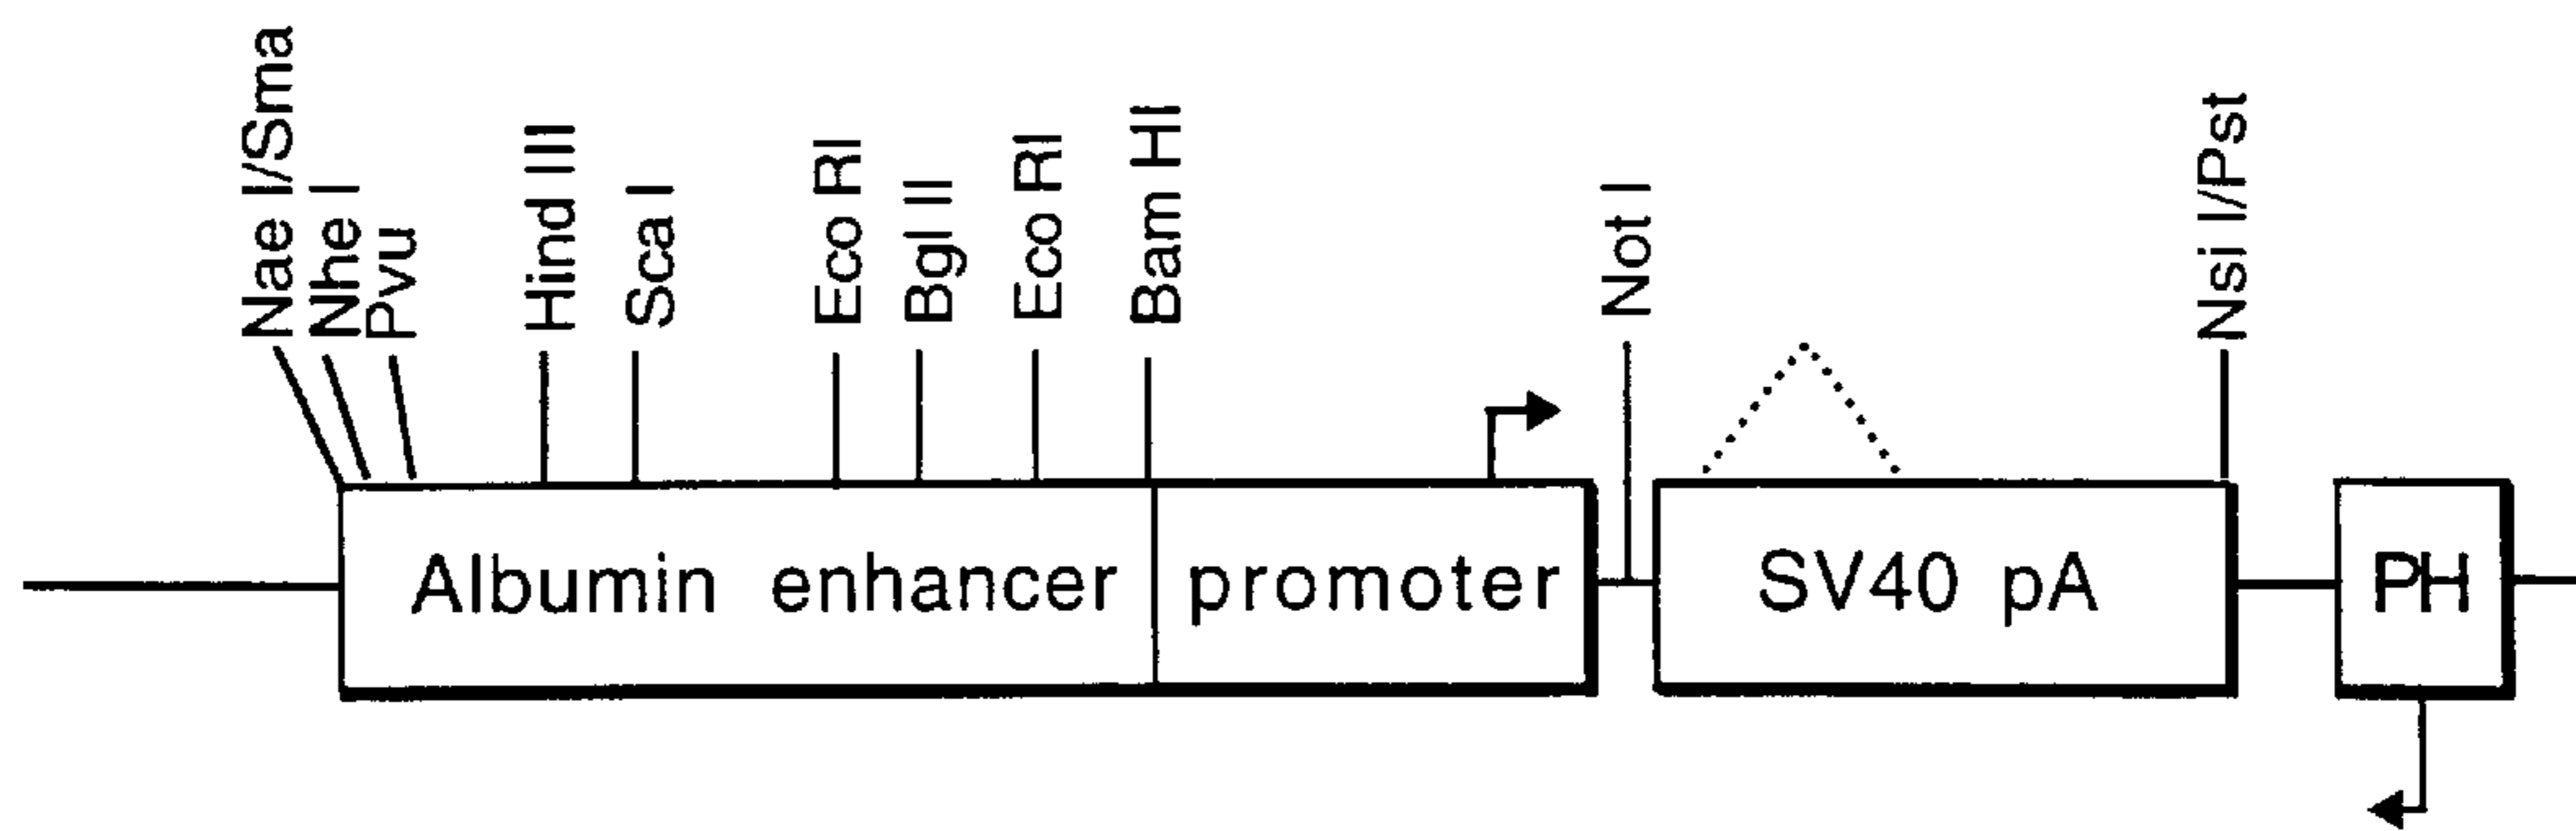 Nae I/Sma
Nhe I
Pvu
Hind III
Sca I
Eco RI
Bgl II
Eco RI
Bam HI
Not I
Nsi I/Pst
Albumin enhancer promoter SV40 pA PH